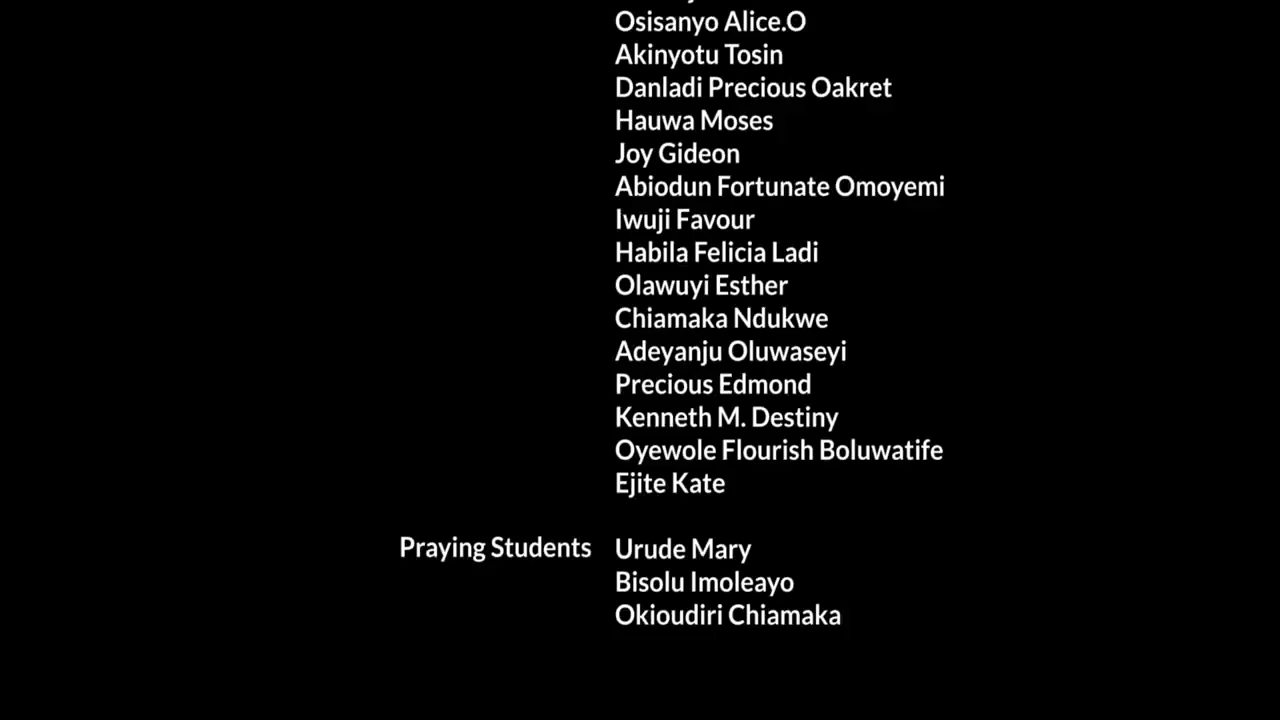 Osisanyo Alice.O
Akinyotu Tosin
Danladi Precious Oakret
Hauwa Moses
Joy Gideon
Abiodun Fortunate Omoyemi
Iwuji Favour
Habila Felicia Ladi
Olawuyi Esther
Chiamaka Ndukwe
Adeyanju Oluwaseyi
Precious Edmond
Kenneth M. Destiny
Oyewole Flourish Boluwatife
Ejite Kate
Praying Students Urude Mary
Bisolu Imoleayo
Okioudiri Chiamaka